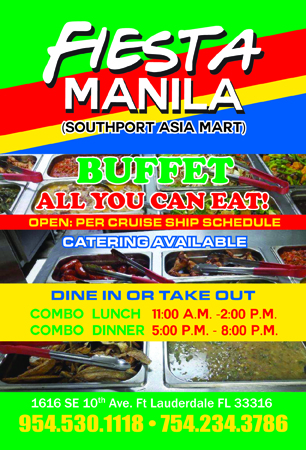 FIESTA
MANILA
(SOUTHPORT ASIA MART)
BUFFET
ALL YOU CAN EAT!
OPEN: PER CRUISE SHIP SCHEDULE
CATERING AVAILABLE
DINE IN OR TAKE OUT
COMBO LUNCH 11:00 A.M. -2:00 P.M.
COMBO DINNER 5:00 P.M. - 8:00 P.M.
1616 SE 10th Ave. Ft Lauderdale FL 33316
954.530.1118 • 754.234.3786